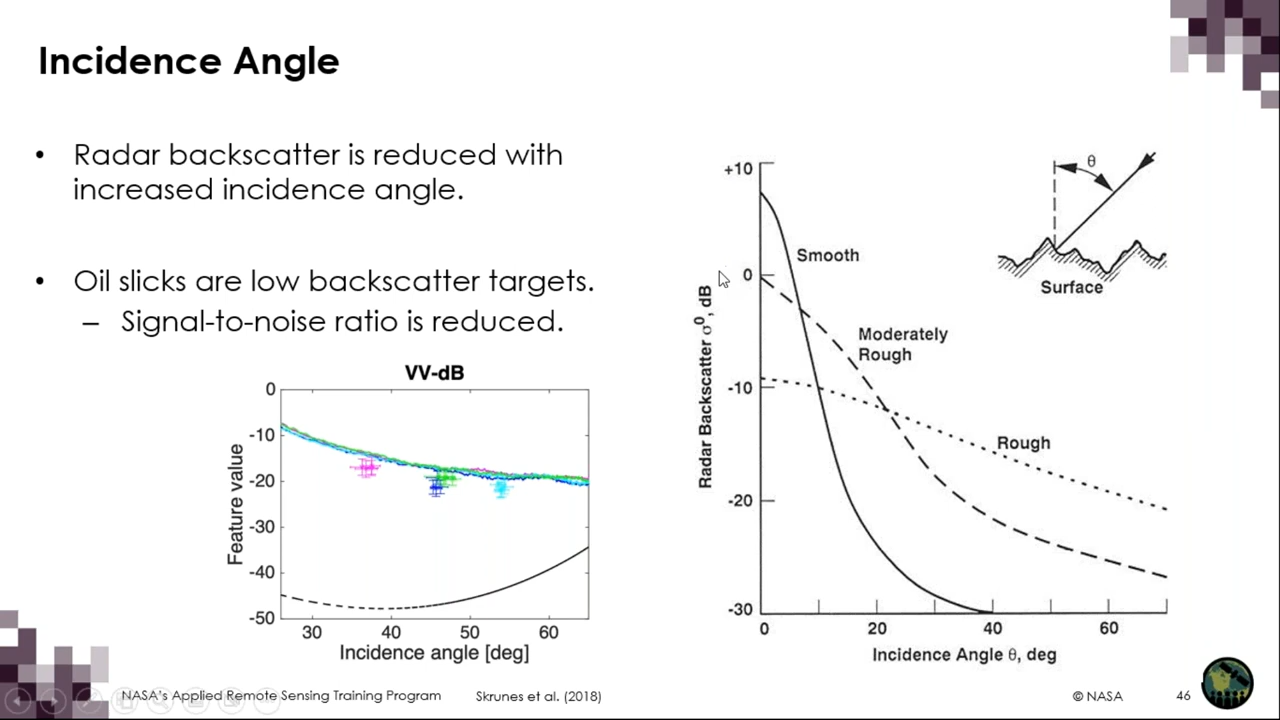 Incidence Angle
• Radar backscatter is reduced with
increased incidence angle.
• Oil slicks are low backscatter targets.
– Signal-to-noise ratio is reduced.
VV-dB
Feature value
0
-10
-20
-30
-40
-50
30 40 50 60
Incidence angle [deg]
Radar Backscatter σ⁰, dB
+10
0
-10
-20
-30
Smooth
Moderately
Rough
Rough
θ
Surface
0 20 40 60
Incidence Angle θ, deg
NASA's Applied Remote Sensing Training Program
Skrunes et al. (2018)
© NASA
46